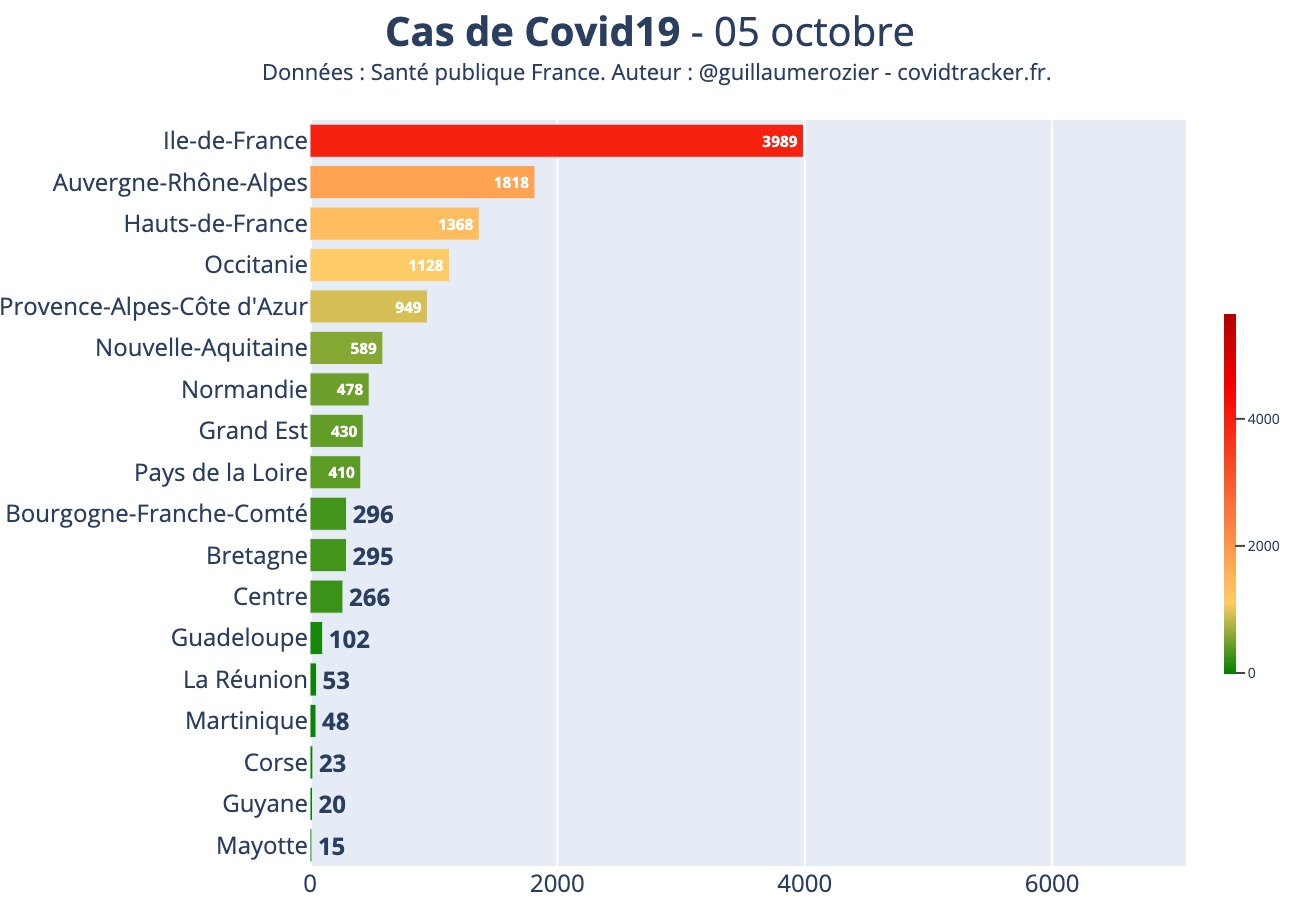 Cas de Covid19 - 05 octobre
Données : Santé publique France. Auteur : @guillaumerozier - covidtracker.fr.
Ile-de-France 3989
Auvergne-Rhône-Alpes 1818
Hauts-de-France 1368
Occitanie 1128
Provence-Alpes-Côte d'Azur 949
Nouvelle-Aquitaine 589
Normandie 478
Grand Est 430
Pays de la Loire 410
Bourgogne-Franche-Comté 296
Bretagne 295
Centre 266
Guadeloupe 102
La Réunion 53
Martinique 48
Corse 23
Guyane 20
Mayotte 15
0 2000 4000 6000
4000
2000
0